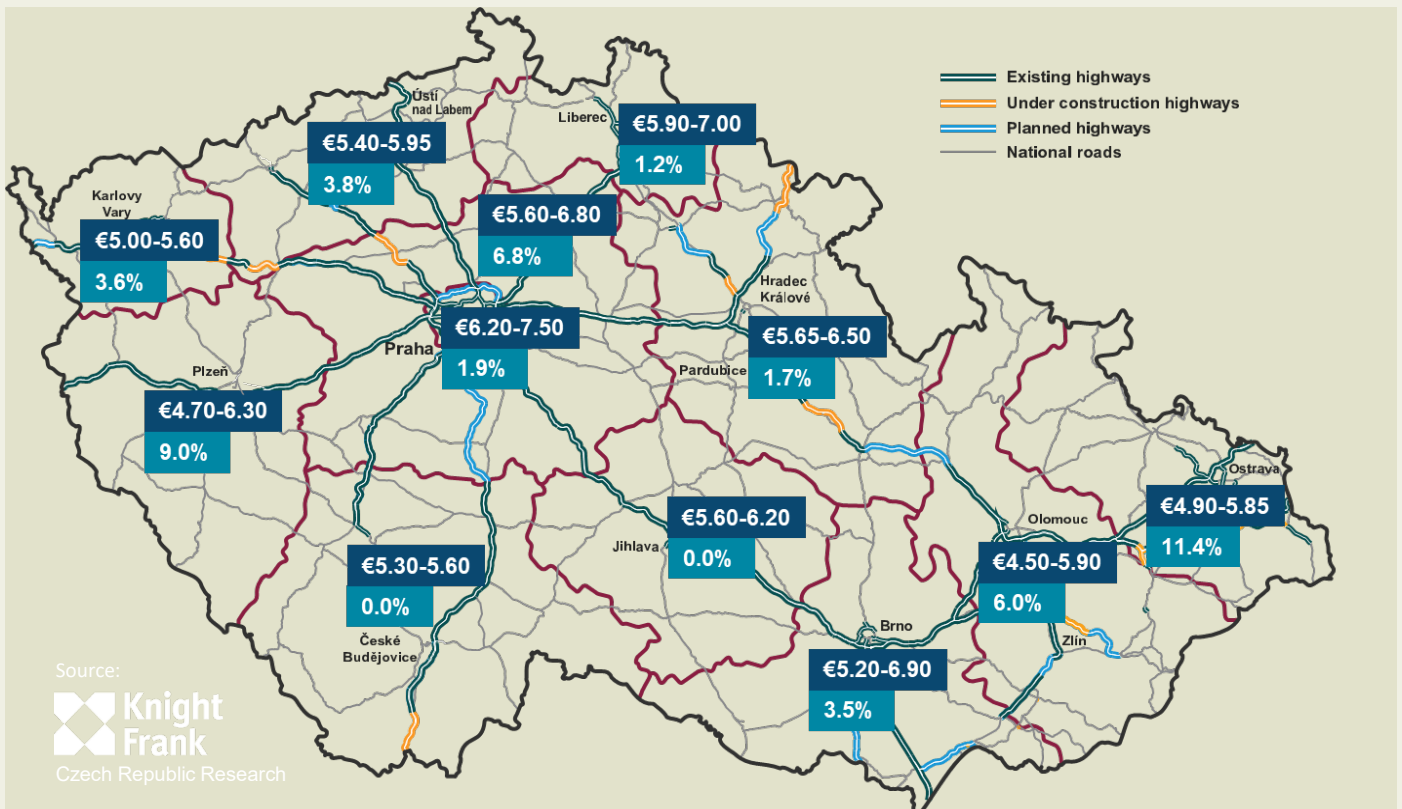 Existing highways
Under construction highways
Planned highways
National roads
Ústí
nad Labem
Liberec
€5.90-7.00
1.2%
€5.40-5.95
3.8%
Karlovy
Vary
€5.00-5.60
3.6%
€5.60-6.80
6.8%
Hradec
Králové
Praha
€6.20-7.50
1.9%
Pardubice
€5.65-6.50
1.7%
Plzeň
€4.70-6.30
9.0%
Ostrava
€4.90-5.85
11.4%
Jihlava
€5.60-6.20
0.0%
Olomouc
€4.50-5.90
6.0%
€5.30-5.60
0.0%
České
Budějovice
Brno
Zlín
€5.20-6.90
3.5%
Source:
Knight
Frank
Czech Republic Research